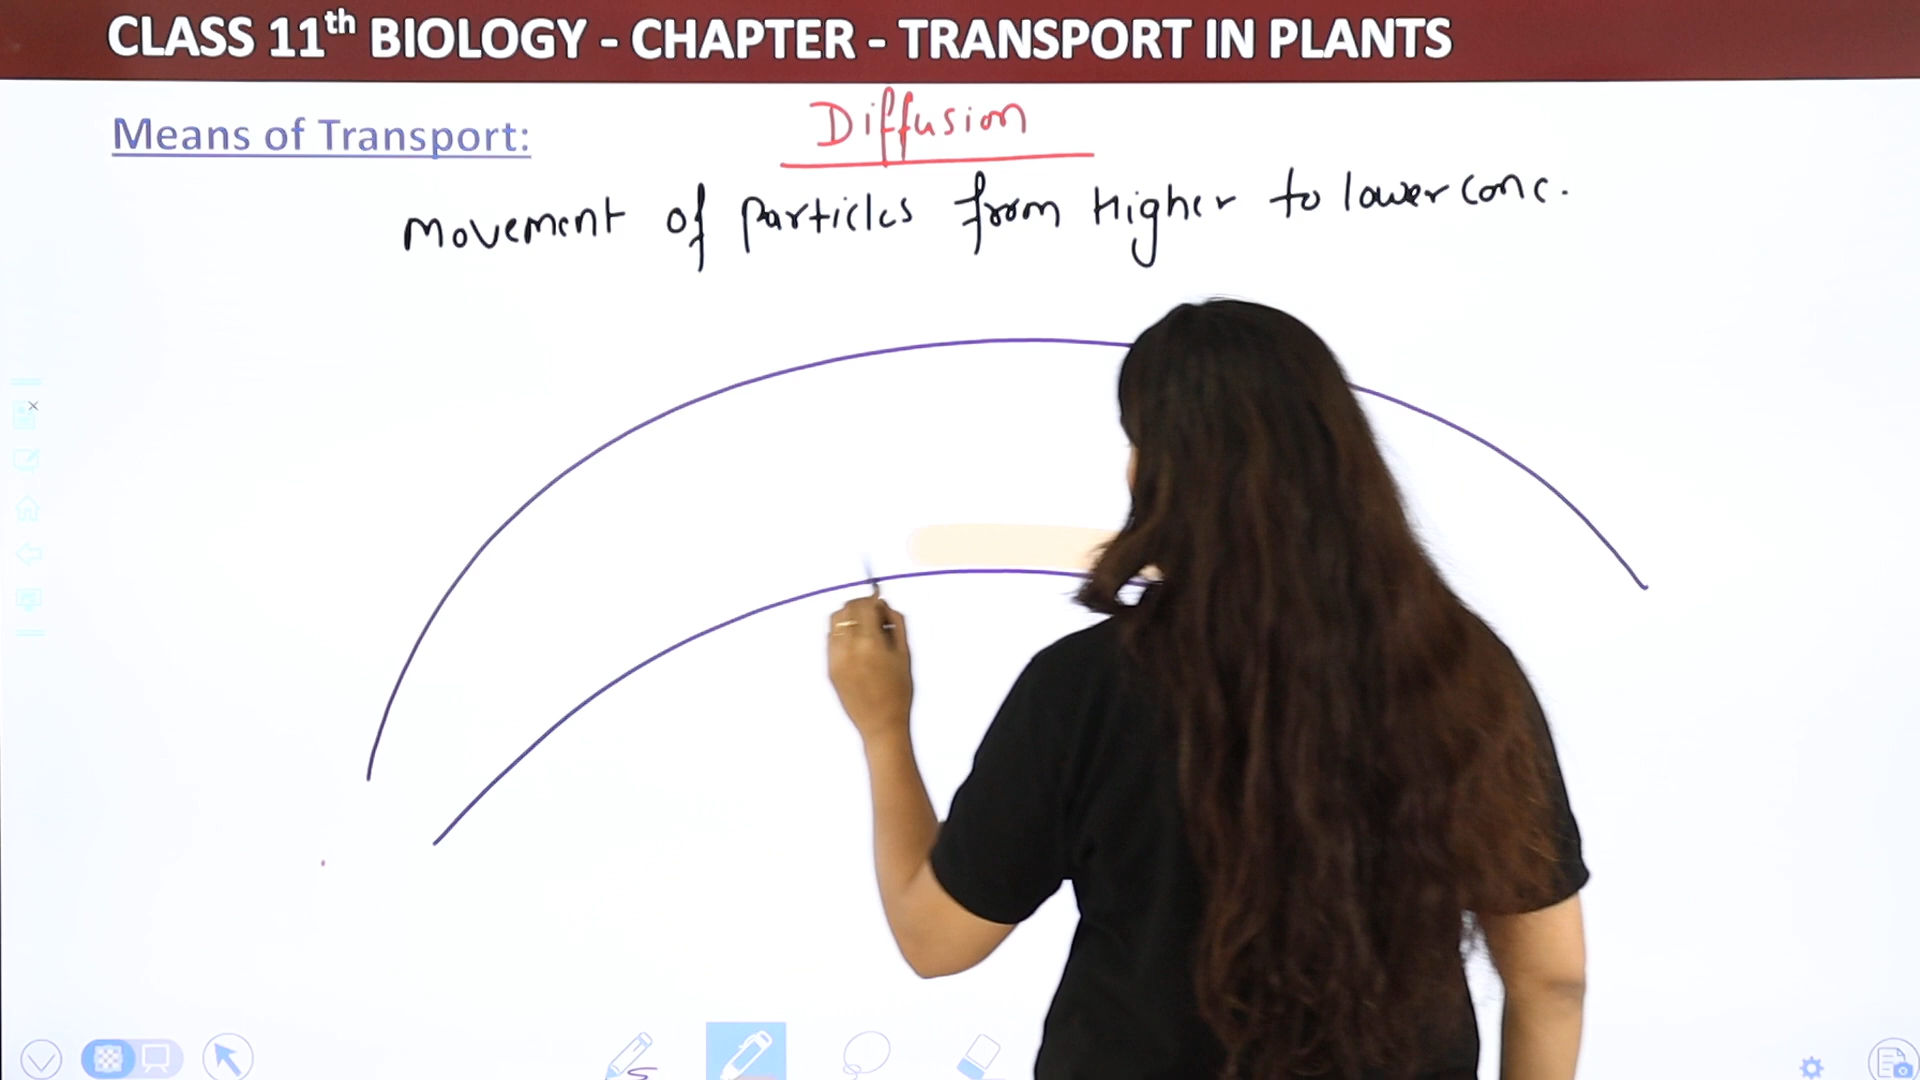 CLASS 11th BIOLOGY - CHAPTER - TRANSPORT IN PLANTS
Means of Transport:
Diffusion
Movement of Particles from Higher to lower conc.